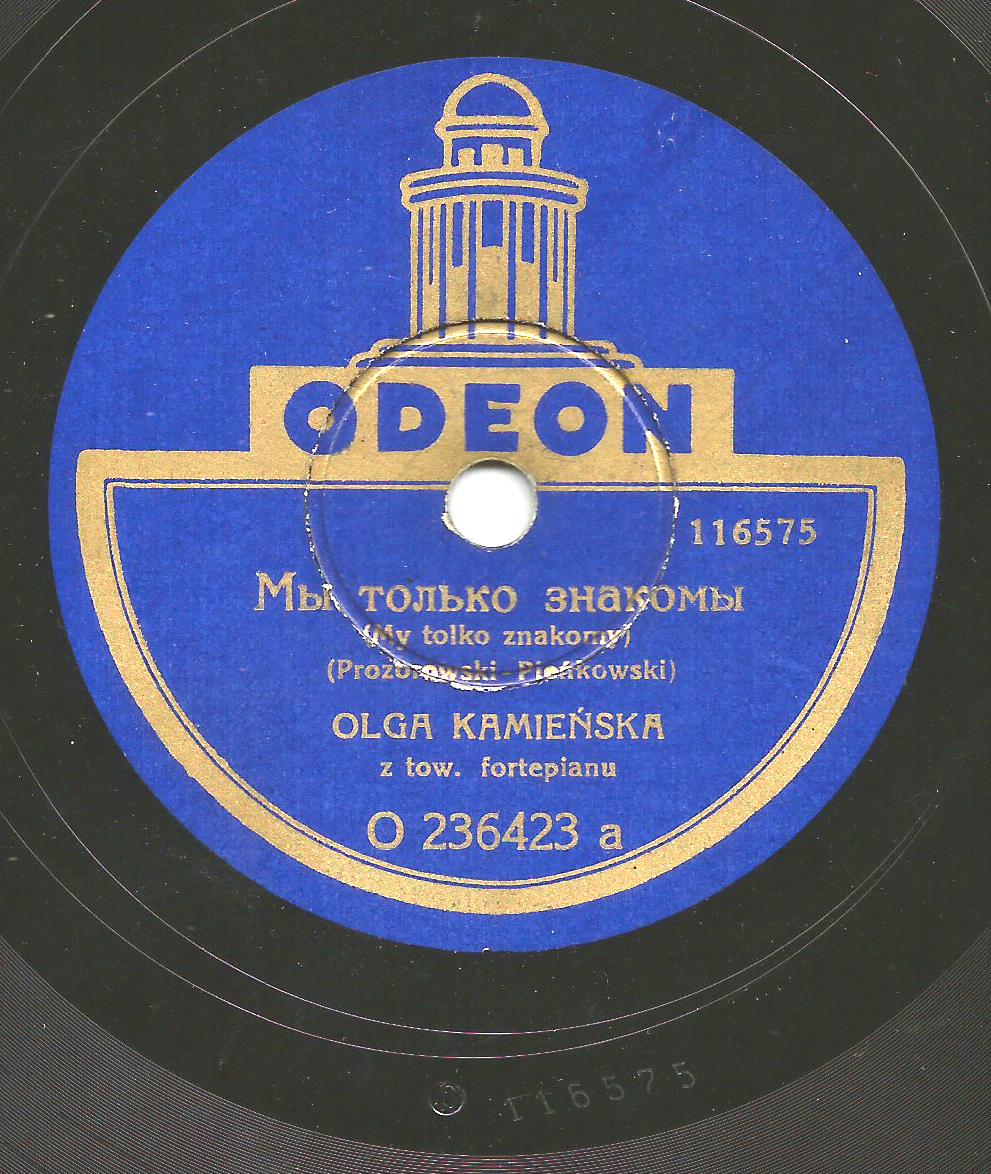 ODEON
116575
Мы только знакомы
(My tolko znakomy)
(Prozorowski - Pieńkowski)
OLGA KAMIEŃSKA
z tow. fortepianu
O 236423 a
116575